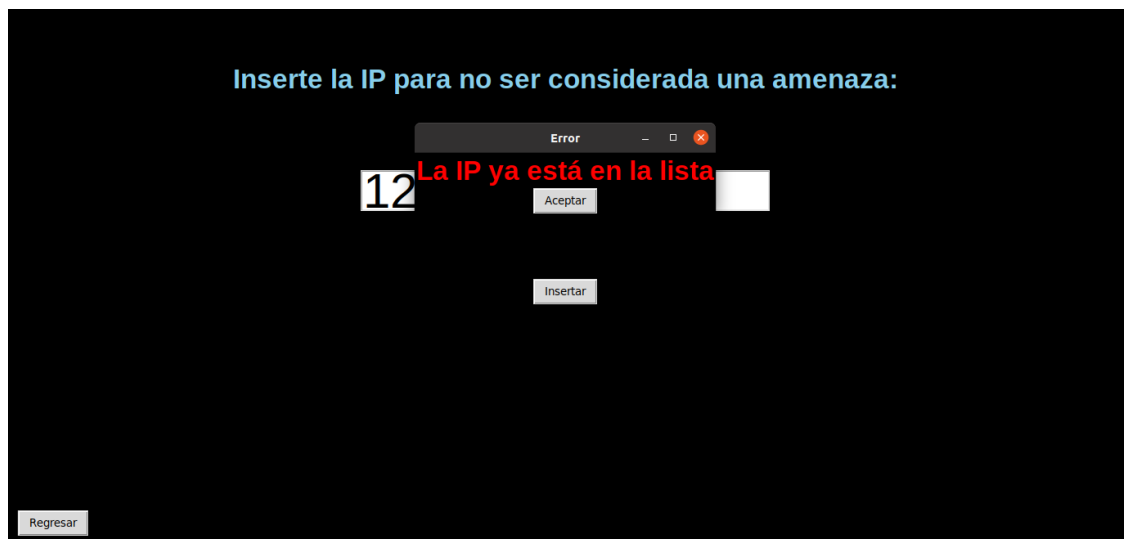 Inserte la IP para no ser considerada una amenaza:
Error
La IP ya está en la lista
12
Aceptar
Insertar
Regresar